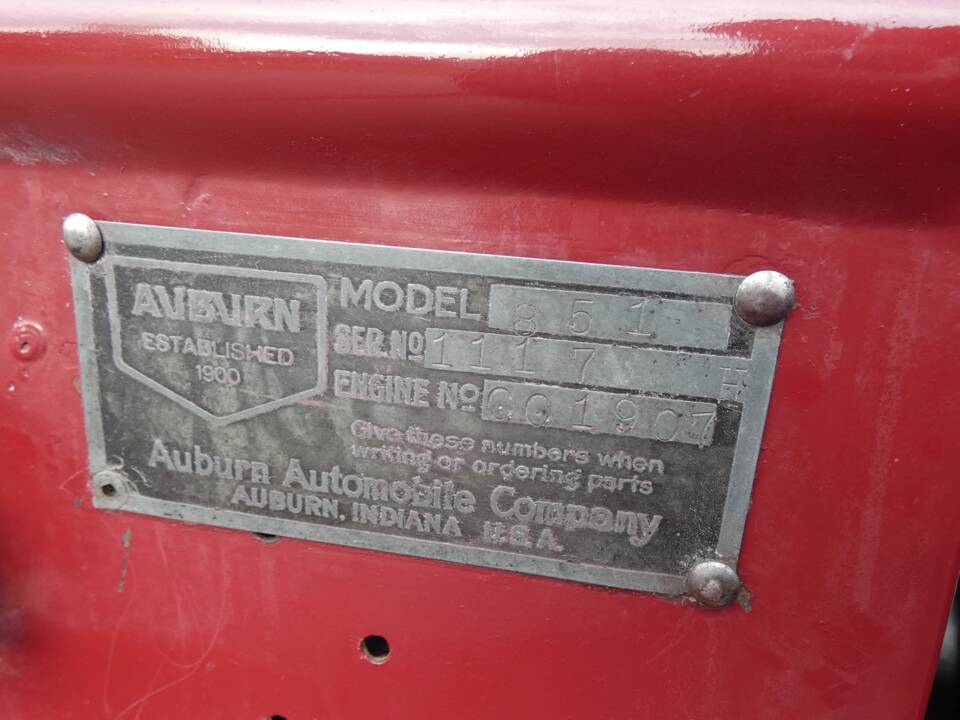 AUBURN
ESTABLISHED
1900
MODEL 851
SER. NO 1117 H
ENGINE NO GG1907
Give these numbers when
writing or ordering parts
Auburn Automobile Company
AUBURN, INDIANA U.S.A.